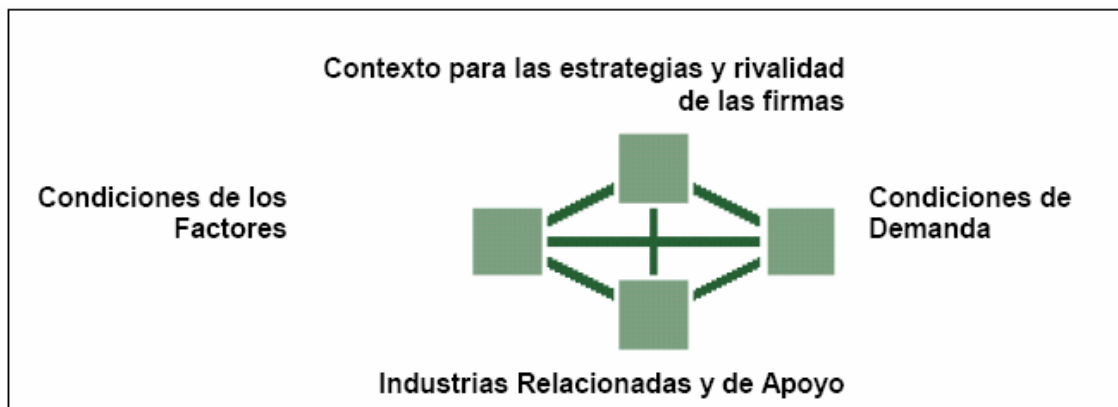 Contexto para las estrategias y rivalidad
de las firmas
Condiciones de los
Factores
Condiciones de
Demanda
Industrias Relacionadas y de Apoyo